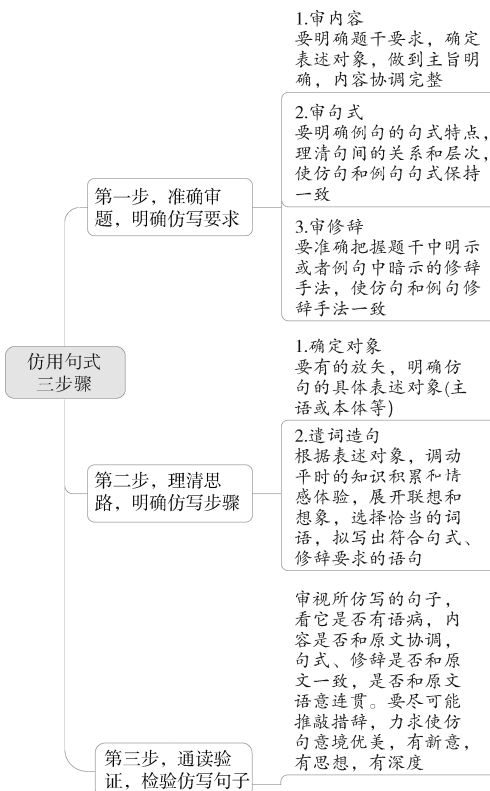 仿用句式
三步骤
第一步，准确审
题，明确仿写要求
1.审内容
要明确题干要求，确定
表述对象，做到主旨明
确，内容协调完整
2.审句式
要明确例句的句式特点，
理清句间的关系和层次，
使仿句和例句句式保持
一致
3.审修辞
要准确把握题干中明示
或者例句中暗示的修辞
手法，使仿句和例句修
辞手法一致
第二步，理清思
路，明确仿写步骤
1.确定对象
要有的放矢，明确仿
句的具体表述对象(主
语或本体等)
2.遣词造句
根据表述对象，调动
平时的知识积累和情
感体验，展开联想和
想象，选择恰当的词
语，拟写出符合句式、
修辞要求的语句
第三步，通读验
证，检验仿写句子
审视所仿写的句子，
看它是否有语病，内
容是否和原文协调，
句式、修辞是否和原
文一致，是否和原文
语意连贯。要尽可能
推敲措辞，力求使仿
句意境优美，有新意，
有思想，有深度